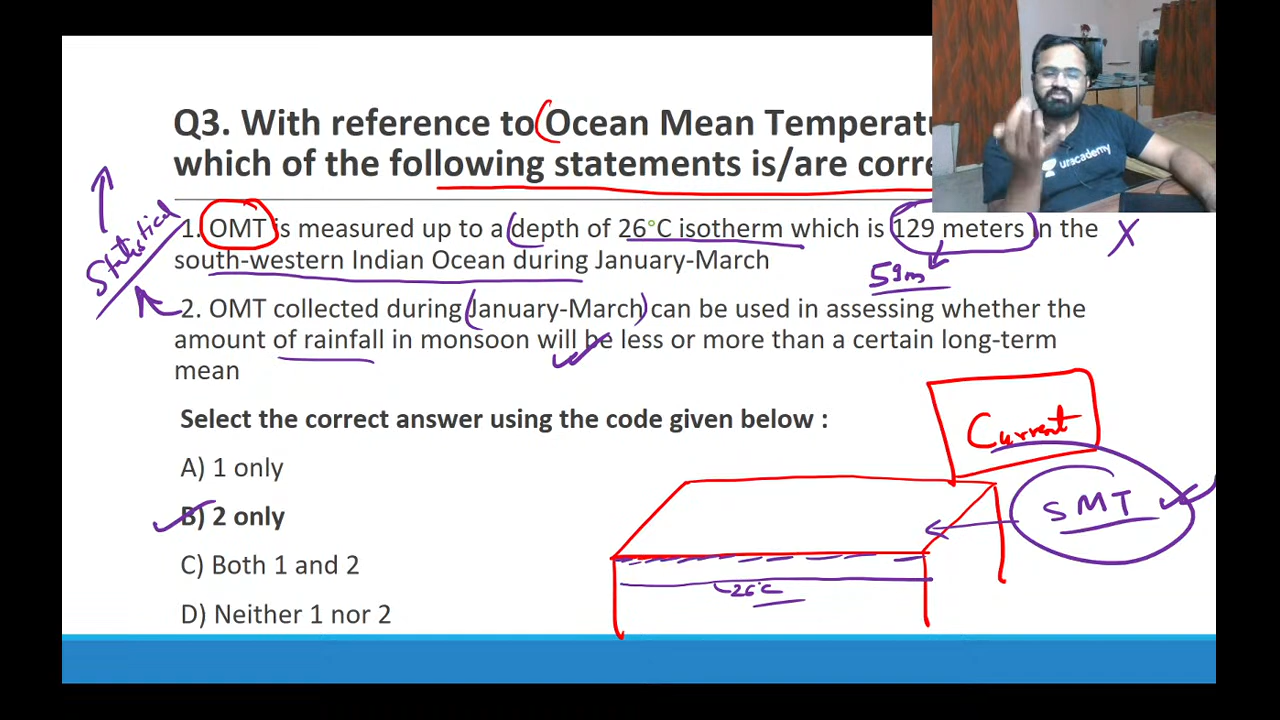 Q3. With reference to Ocean Mean
which of the following statements is/are
1. OMT is measured up to a depth of 26°C isotherm which is 129 meters in the X
south-western Indian Ocean during January-March
59m
Statistical
2. OMT collected during January-March can be used in assessing whether the
amount of rainfall in monsoon will be less or more than a certain long-term
mean
Select the correct answer using the code given below :
A) 1 only
B) 2 only
C) Both 1 and 2
D) Neither 1 nor 2
Current
SMT
26°C
uracademy